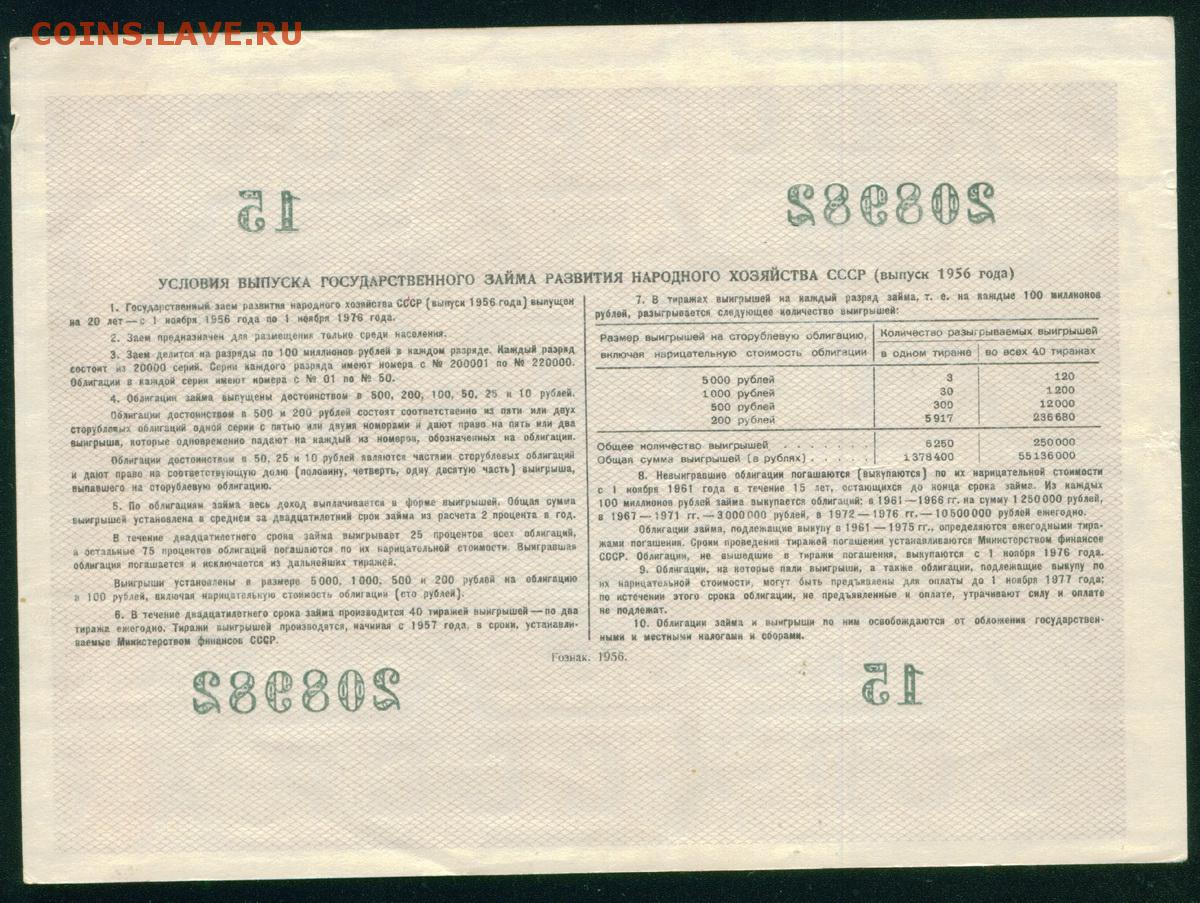 COINS.LAVE.RU
15
208982
УСЛОВИЯ ВЫПУСКА ГОСУДАРСТВЕННОГО ЗАЙМА РАЗВИТИЯ НАРОДНОГО ХОЗЯЙСТВА СССР (выпуск 1956 года)
1. Государственный заем развития народного хозяйства СССР (выпуск 1956 года) выпущен
на 20 лет — с 1 ноября 1956 года по 1 ноября 1976 года.
2. Заем предназначен для размещения только среди населения.
3. Заем делится на разряды по 100 миллионов рублей в каждом разряде. Каждый разряд
состоит из 20000 серий. Серии каждого разряда имеют номера с № 200001 по № 220000.
Облигации в каждой серии имеют номера с № 01 по № 50.
4. Облигации займа выпущены достоинством в 500, 200, 100, 50, 25 и 10 рублей.
Облигации достоинством в 500 и 200 рублей состоят соответственно из пяти или двух
сторублевых облигаций одной серии с пятью или двумя номерами и дают право на пять или два
выигрыша, которые одновременно падают на каждый из номеров, обозначенных на облигации.
Облигации достоинством в 50, 25 и 10 рублей являются частями сторублевых облигаций
и дают право на соответствующую долю (половину, четверть, одну десятую часть) выигрыша,
выпавшего на сторублевую облигацию.
5. По облигациям займа весь доход выплачивается в форме выигрышей. Общая сумма
выигрышей установлена в среднем за двадцатилетний срок займа из расчета 2 процента в год.
В течение двадцатилетнего срока займа выигрывает 25 процентов всех облигаций,
а остальные 75 процентов облигаций погашаются по их нарицательной стоимости. Выигравшая
облигация погашается и исключается из дальнейших тиражей.
Выигрыши установлены в размере 5000, 1000, 500 и 200 рублей на облигацию
в 100 рублей, включая нарицательную стоимость облигации (сто рублей).
6. В течение двадцатилетнего срока займа производится 40 тиражей выигрышей — по два
тиража ежегодно. Тиражи выигрышей производятся, начиная с 1957 года, в сроки, устанавли-
ваемые Министерством финансов СССР.
7. В тиражах выигрышей на каждый разряд займа, т. е. на каждые 100 миллионов
рублей, разыгрывается следующее количество выигрышей:
Размер выигрышей на сторублевую облигацию, Количество разыгрываемых выигрышей
включая нарицательную стоимость облигации в одном тираже во всех 40 тиражах
5000 рублей 3 120
1000 рублей 30 1200
500 рублей 300 12000
200 рублей 5917 236680
Общее количество выигрышей . . . . . . . . . 6250 250000
Общая сумма выигрышей (в рублях) . . . . . 1378400 55136000
8. Невыигравшие облигации погашаются (выкупаются) по их нарицательной стоимости
с 1 ноября 1961 года в течение 15 лет, остающихся до конца срока займа. Из каждых
100 миллионов рублей займа выкупается облигаций: в 1961—1966 гг. на сумму 1250000 рублей,
в 1967—1971 гг. — 3000000 рублей, в 1972—1976 гг. — 10500000 рублей ежегодно.
Облигации займа, подлежащие выкупу в 1961—1975 гг., определяются ежегодными тира-
жами погашения. Сроки проведения тиражей погашения устанавливаются Министерством финансов
СССР. Облигации, не вышедшие в тиражи погашения, выкупаются с 1 ноября 1976 года.
9. Облигации, на которые пали выигрыши, а также облигации, подлежащие выкупу по
их нарицательной стоимости, могут быть предъявлены для оплаты до 1 ноября 1977 года;
по истечении этого срока облигации, не предъявленные к оплате, утрачивают силу и оплате
не подлежат.
10. Облигации займа и выигрыши по ним освобождаются от обложения государствен-
ными и местными налогами и сборами.
Гознак. 1956.
208982
15